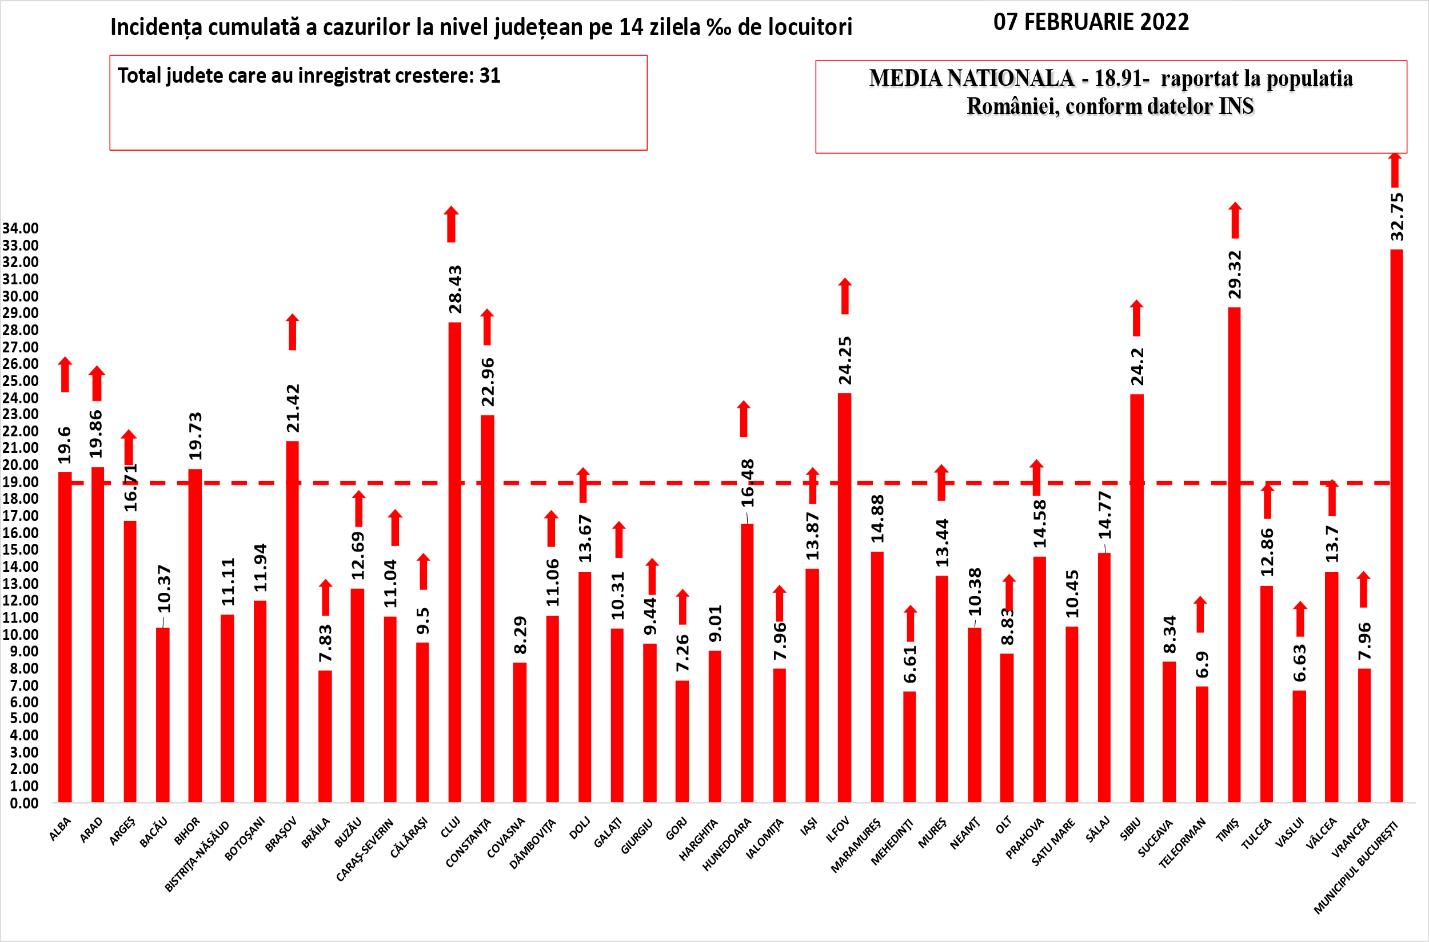 Incidența cumulată a cazurilor la nivel județean pe 14 zilela ‰ de locuitori
07 FEBRUARIE 2022
Total judete care au inregistrat crestere: 31
MEDIA NATIONALA - 18.91- raportat la populatia
României, conform datelor INS
34.00
33.00
32.00
31.00
30.00
29.00
28.00
27.00
26.00
25.00
24.00
23.00
22.00
21.00
20.00
19.00
18.00
17.00
16.00
15.00
14.00
13.00
12.00
11.00
10.00
9.00
8.00
7.00
6.00
5.00
4.00
3.00
2.00
1.00
0.00
19.6
19.86
16.71
10.37
19.73
11.11
11.94
21.42
7.83
12.69
11.04
9.5
28.43
22.96
8.29
11.06
13.67
10.31
9.44
7.26
9.01
16.48
7.96
13.87
24.25
14.88
6.61
13.44
10.38
8.83
14.58
10.45
14.77
24.2
8.34
6.9
29.32
12.86
6.63
13.7
7.96
32.75
ALBA
ARAD
ARGEȘ
BACĂU
BIHOR
BISTRIȚA-NĂSĂUD
BOTOȘANI
BRAȘOV
BRĂILA
BUZĂU
CARAȘ-SEVERIN
CĂLĂRAȘI
CLUJ
CONSTANȚA
COVASNA
DÂMBOVIȚA
DOLJ
GALAȚI
GIURGIU
GORJ
HARGHITA
HUNEDOARA
IALOMIȚA
IAȘI
ILFOV
MARAMUREȘ
MEHEDINȚI
MUREȘ
NEAMȚ
OLT
PRAHOVA
SATU MARE
SĂLAJ
SIBIU
SUCEAVA
TELEORMAN
TIMIȘ
TULCEA
VASLUI
VÂLCEA
VRANCEA
MUNICIPIUL BUCUREȘTI